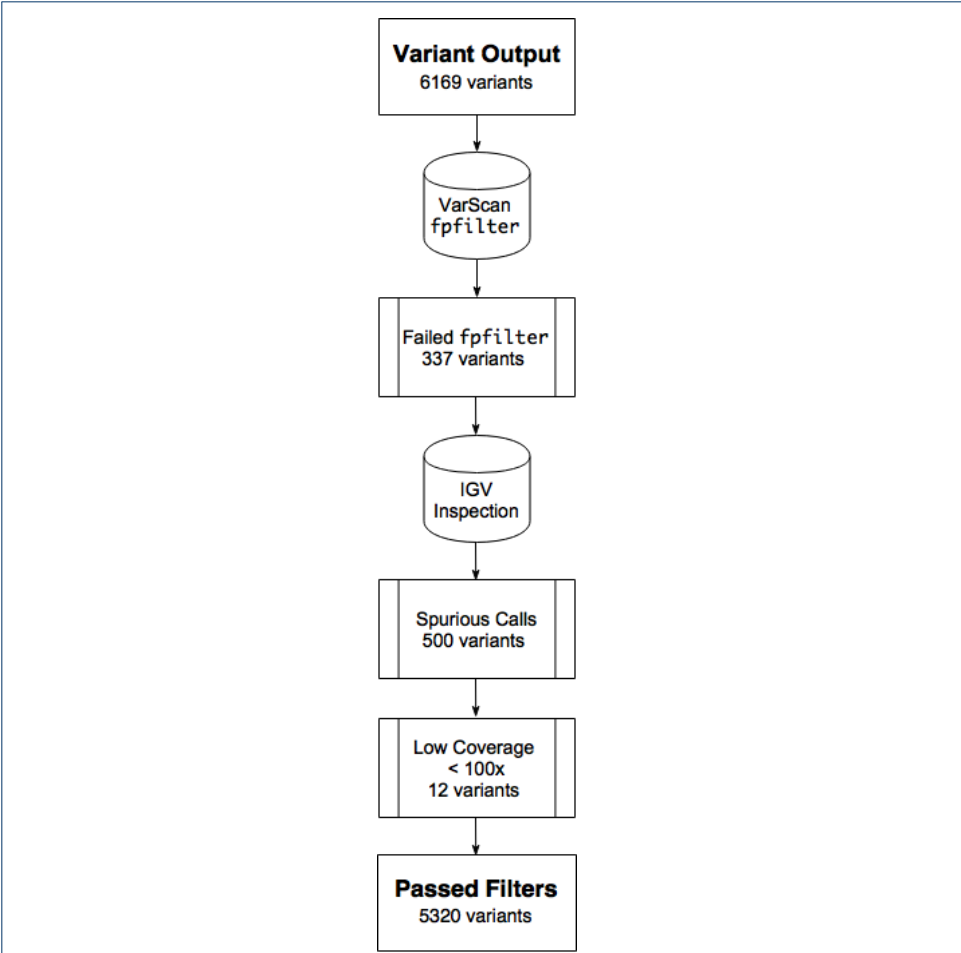 Variant Output
6169 variants
VarScan
fpfilter
Failed fpfilter
337 variants
IGV
Inspection
Spurious Calls
500 variants
Low Coverage
< 100x
12 variants
Passed Filters
5320 variants